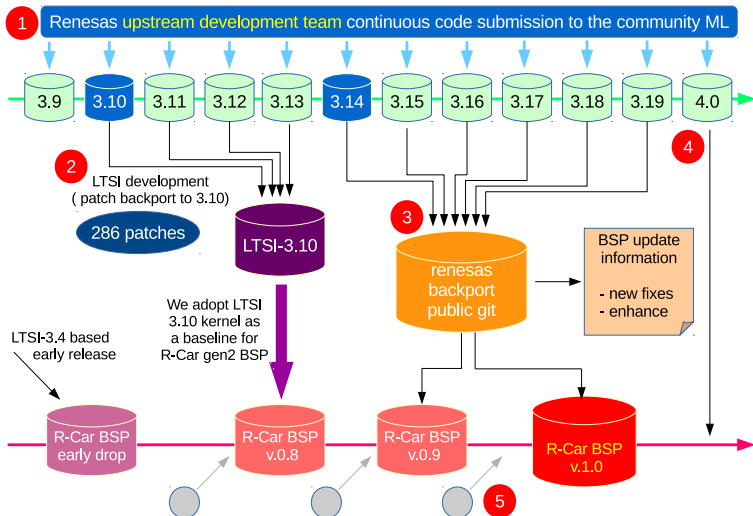 1
Renesas upstream development team continuous code submission to the community ML
3.9
3.10
3.11
3.12
3.13
3.14
3.15
3.16
3.17
3.18
3.19
4.0
2
LTSI development
( patch backport to 3.10)
286 patches
LTSI-3.10
3
renesas
backport
public git
4
BSP update
information
- new fixes
- enhance
We adopt LTSI
3.10 kernel as
a baseline for
R-Car gen2 BSP
LTSI-3.4 based
early release
R-Car BSP
early drop
R-Car BSP
v.0.8
R-Car BSP
v.0.9
R-Car BSP
v.1.0
5